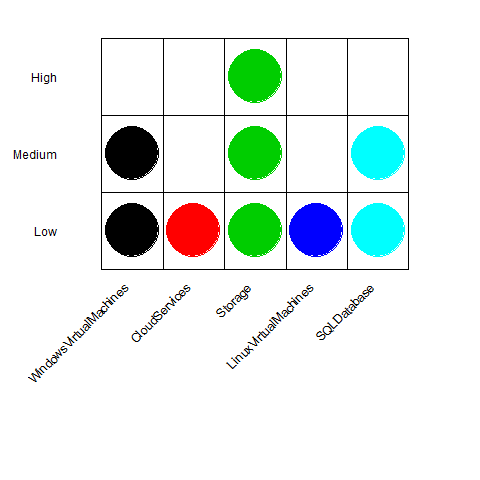 High
Medium
Low
WindowsVirtualMachines
CloudServices
Storage
LinuxVirtualMachines
SQLDatabase